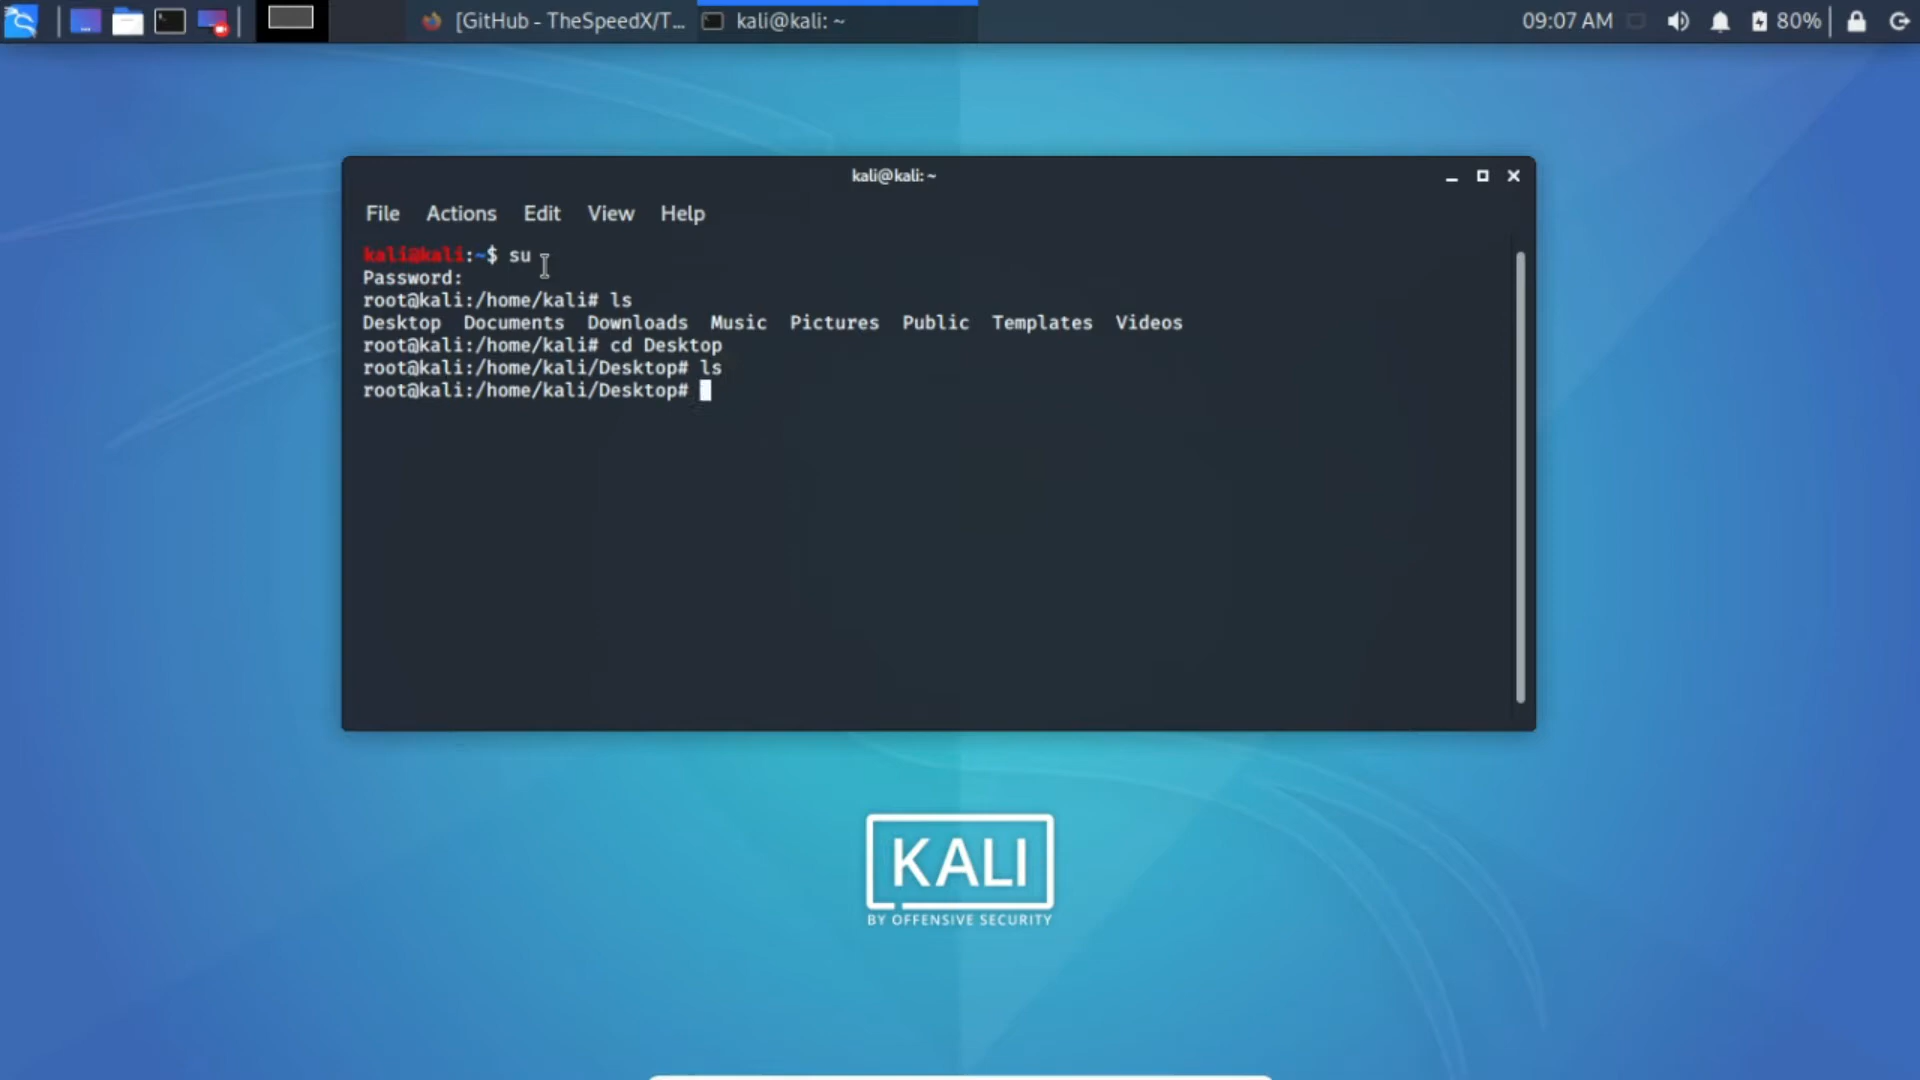 [GitHub - TheSpeedX/T... kali@kali: ~ 09:07 AM 80%
kali@kali: ~
File Actions Edit View Help
kali@kali:~$ su
Password:
root@kali:/home/kali# ls
Desktop Documents Downloads Music Pictures Public Templates Videos
root@kali:/home/kali# cd Desktop
root@kali:/home/kali/Desktop# ls
root@kali:/home/kali/Desktop#
KALI
BY OFFENSIVE SECURITY